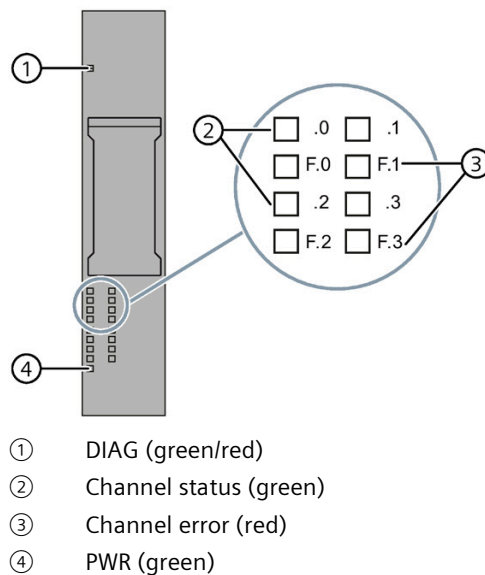 ①
② .0 .1
F.0 F.1 ③
.2 .3
F.2 F.3
④
① DIAG (green/red)
② Channel status (green)
③ Channel error (red)
④ PWR (green)